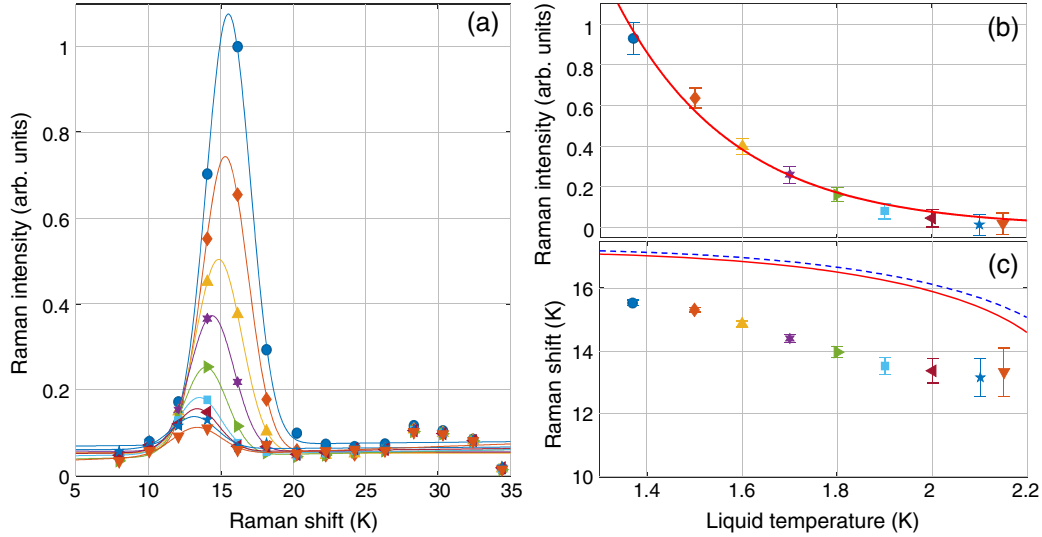 (a)
Raman intensity (arb. units)
1
0.8
0.6
0.4
0.2
0
5 10 15 20 25 30 35
Raman shift (K)
(b)
Raman intensity (arb. units)
1
0.8
0.6
0.4
0.2
0
(c)
Raman shift (K)
16
14
12
10
1.4 1.6 1.8 2 2.2
Liquid temperature (K)